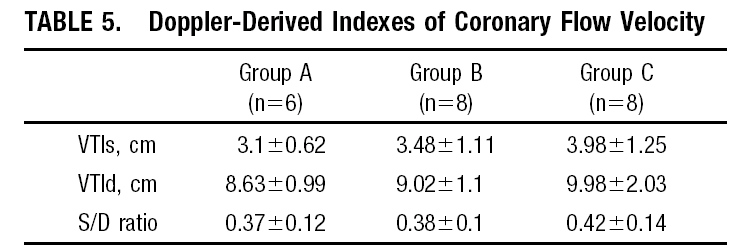 TABLE 5. Doppler-Derived Indexes of Coronary Flow Velocity
Group A Group B Group C
(n=6) (n=8) (n=8)
VTIs, cm 3.1±0.62 3.48±1.11 3.98±1.25
VTId, cm 8.63±0.99 9.02±1.1 9.98±2.03
S/D ratio 0.37±0.12 0.38±0.1 0.42±0.14